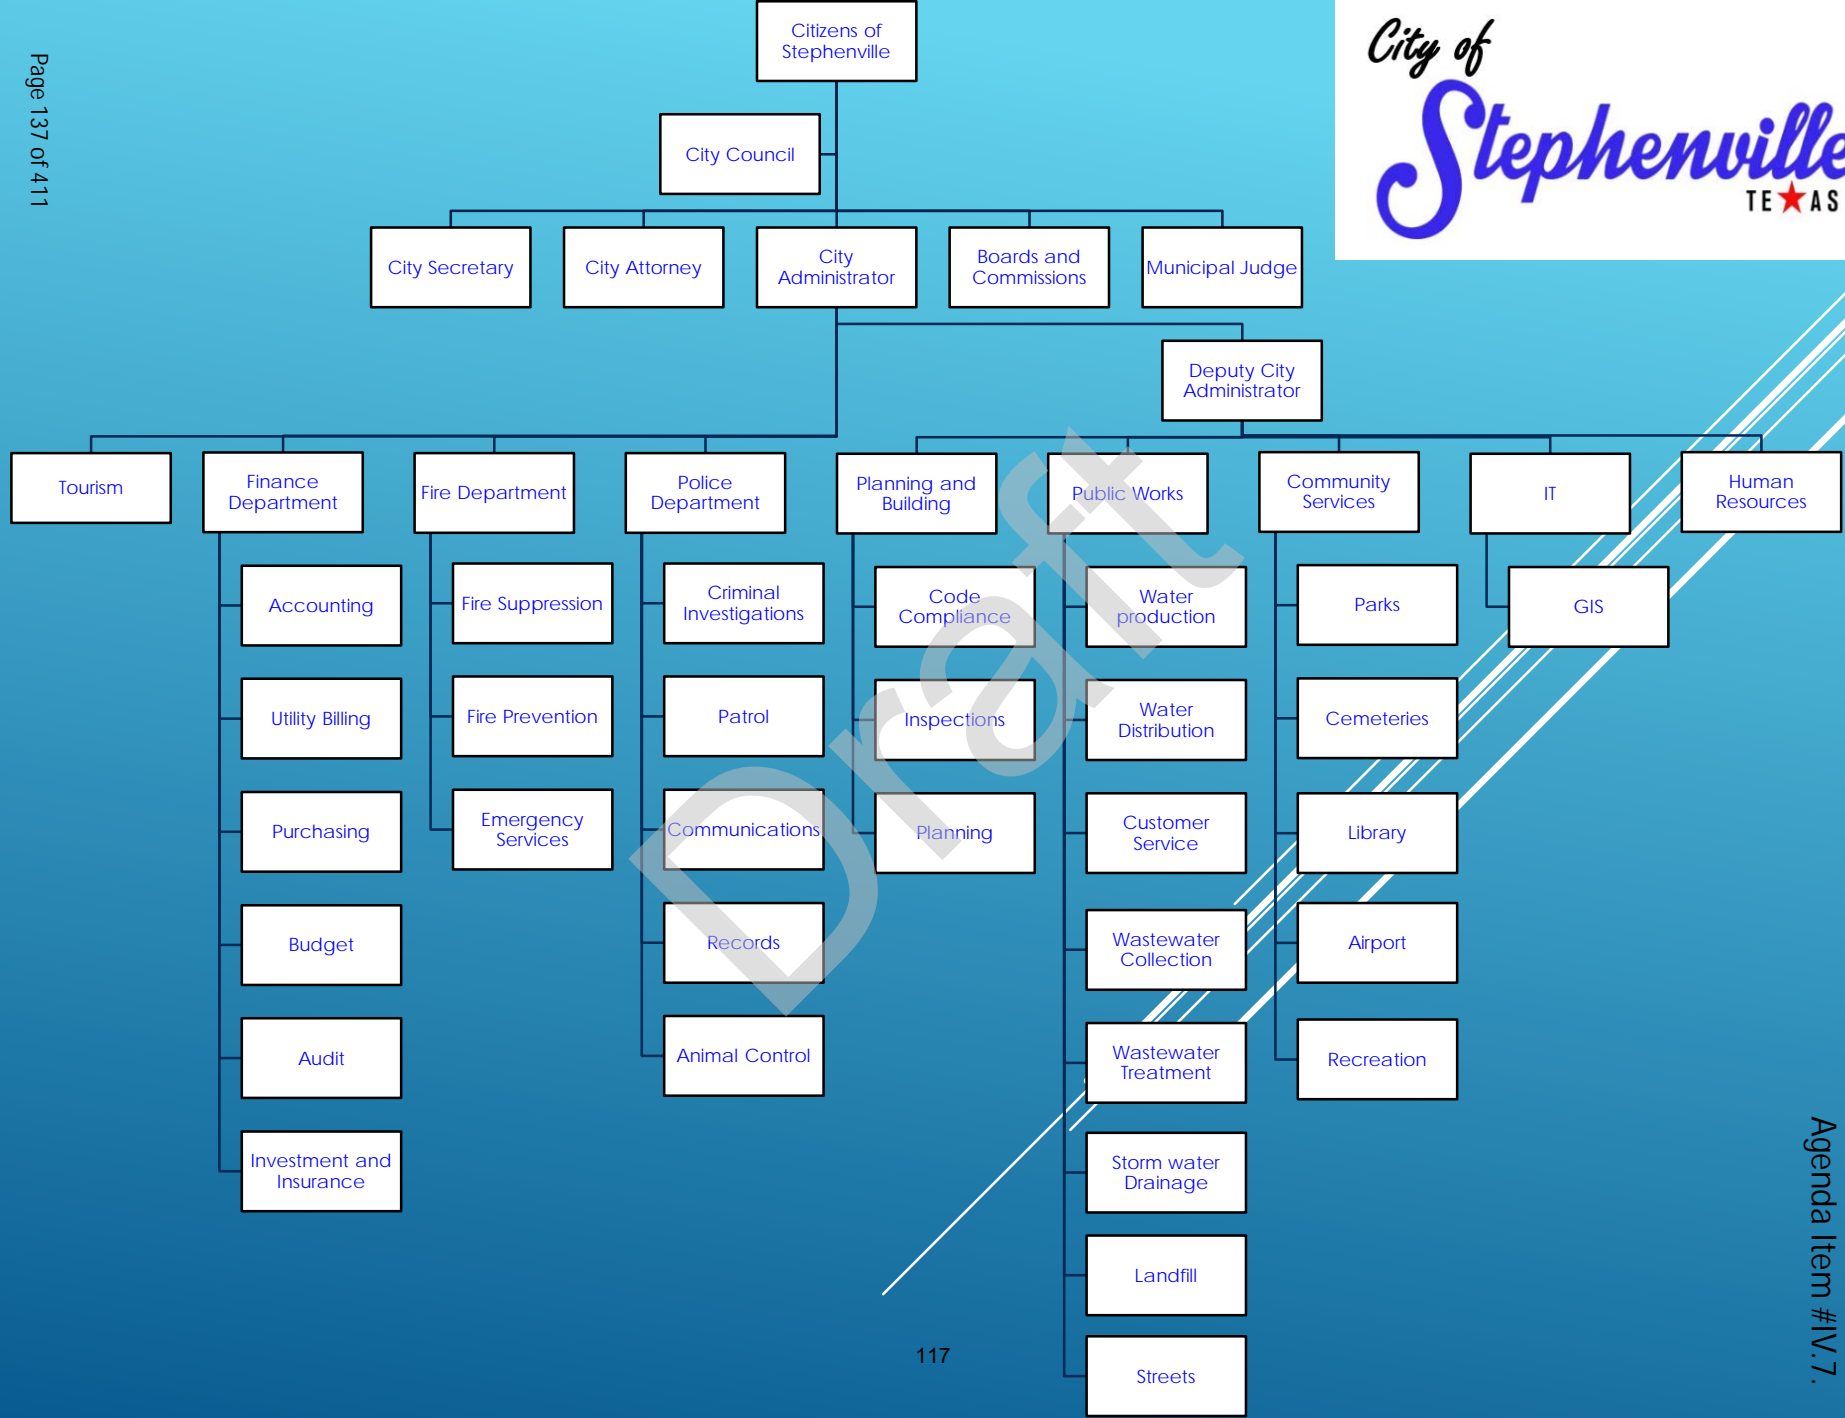 Page 137 of 411
Citizens of
Stephenville
City of
Stephenville
TEXAS
City Council
City Secretary
City Attorney
City
Administrator
Boards and
Commissions
Municipal Judge
Deputy City
Administrator
Tourism
Finance
Department
Fire Department
Police
Department
Planning and
Building
Public Works
Community
Services
IT
Human
Resources
Accounting
Utility Billing
Purchasing
Budget
Audit
Investment and
Insurance
Fire Suppression
Fire Prevention
Emergency
Services
Criminal
Investigations
Patrol
Communications
Records
Animal Control
Code
Compliance
Inspections
Planning
Water
production
Water
Distribution
Customer
Service
Wastewater
Collection
Wastewater
Treatment
Storm water
Drainage
Landfill
Streets
Parks
Cemeteries
Library
Airport
Recreation
GIS
Draft
117
Agenda Item #IV.7.